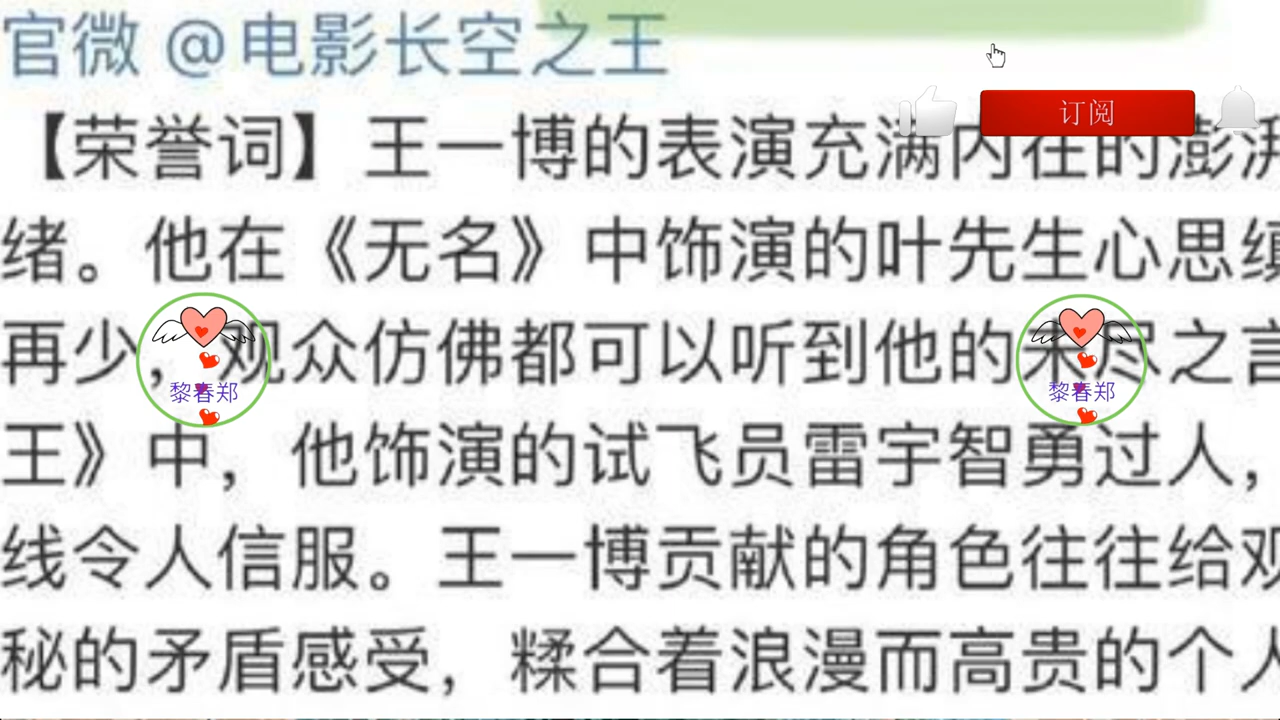 官微 @电影长空之王
订阅
【荣誉词】 王一博的表演充满内在的澎湃
绪。他在《无名》中饰演的叶先生心思缜
再少，观众仿佛都可以听到他的未尽之言
黎春郑
黎春郑
王》中，他饰演的试飞员雷宇智勇过人，
线令人信服。王一博贡献的角色往往给观
秘的矛盾感受，糅合着浪漫而高贵的个人